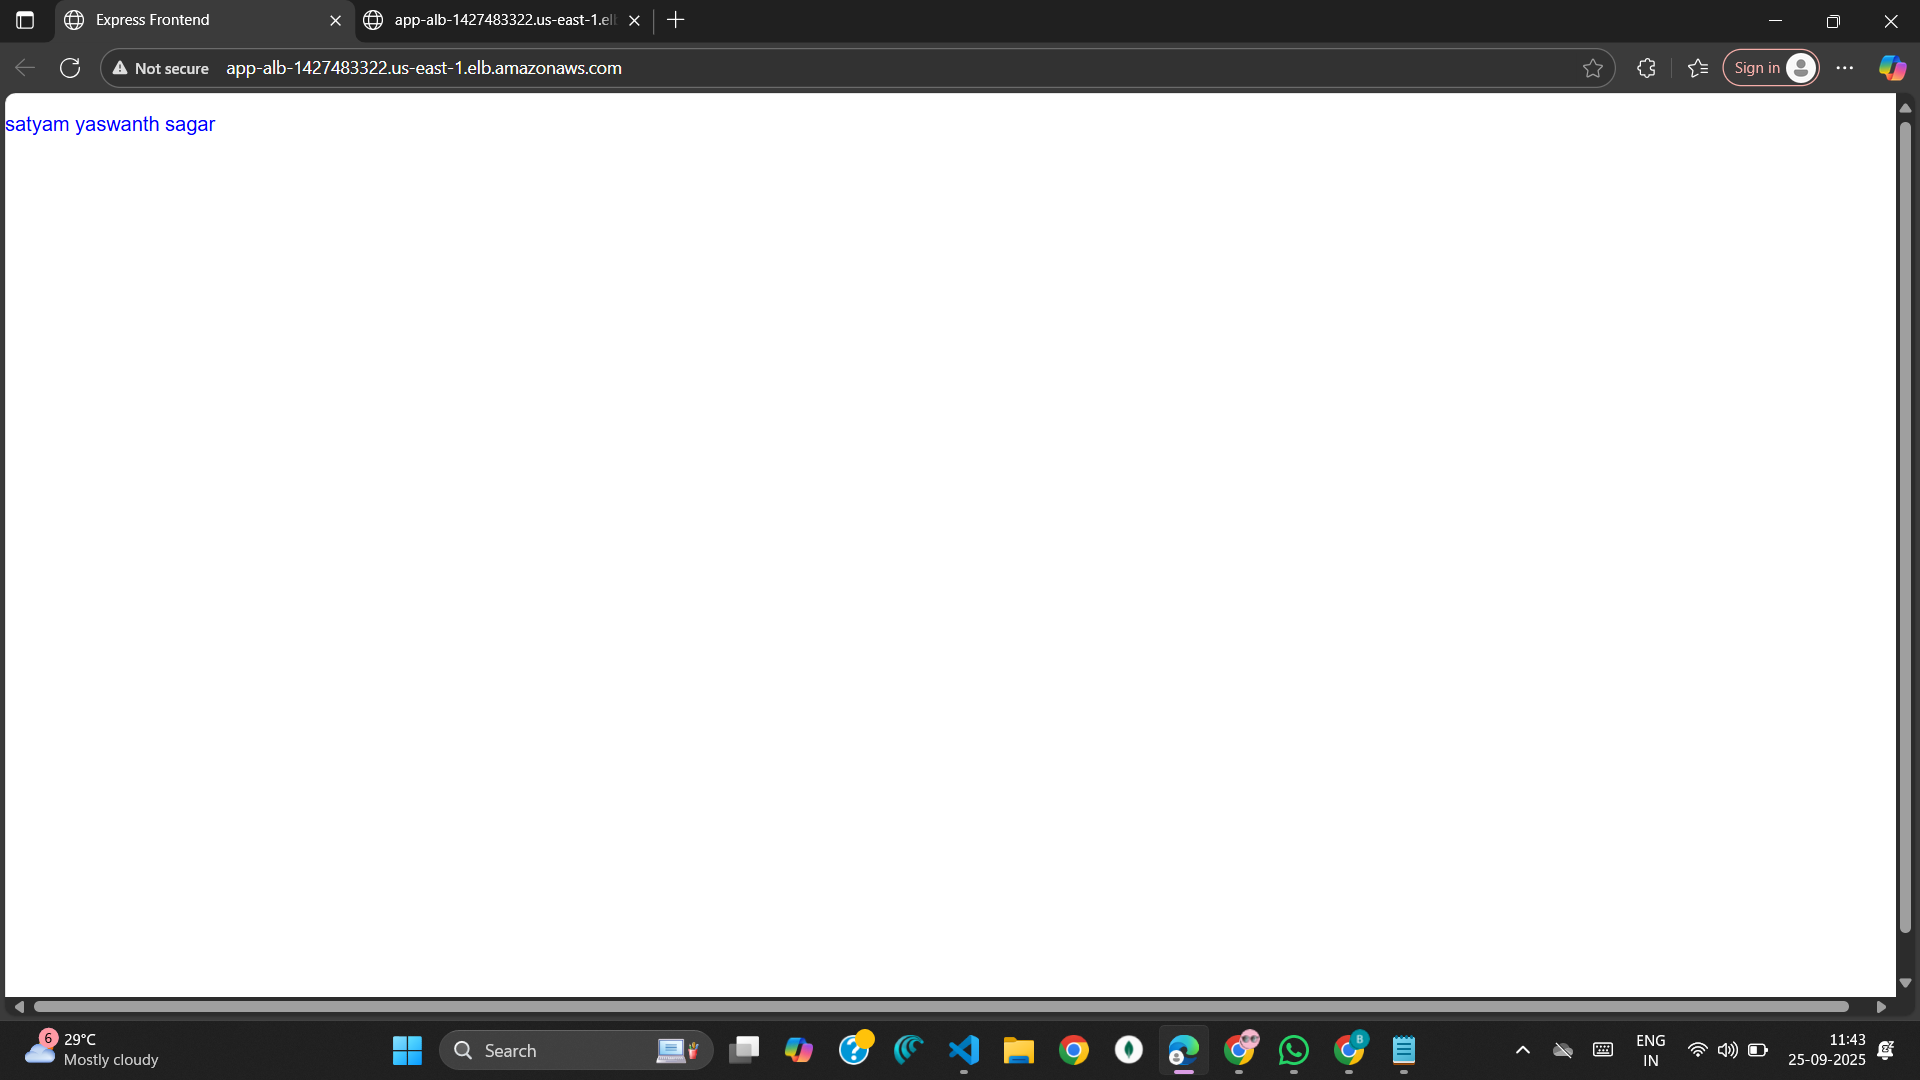 Express Frontend
app-alb-1427483322.us-east-1.el
Not secure app-alb-1427483322.us-east-1.elb.amazonaws.com
Sign in
satyam yaswanth sagar
6
29°C
Mostly cloudy
Search
B
ENG
IN
11:43
25-09-2025